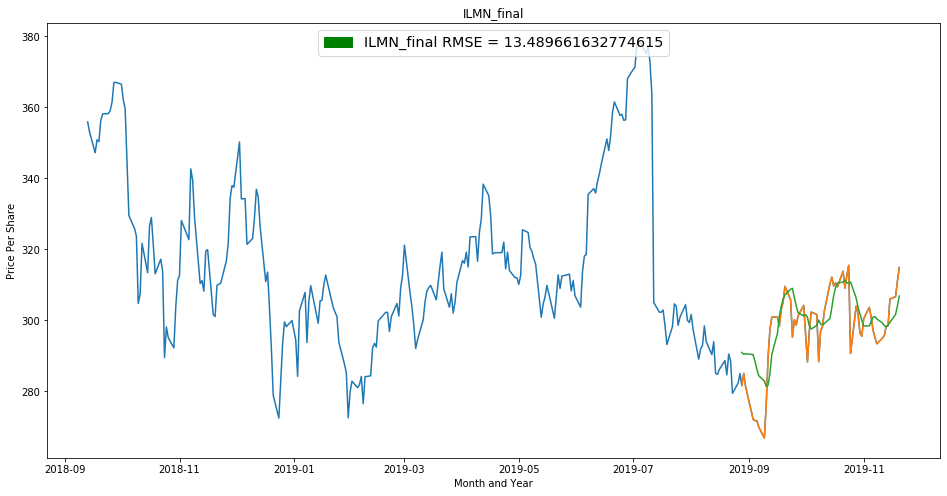 ILMN_final
ILMN_final RMSE = 13.489661632774615
380
360
340
320
300
280
Price Per Share
2018-09 2018-11 2019-01 2019-03 2019-05 2019-07 2019-09 2019-11
Month and Year